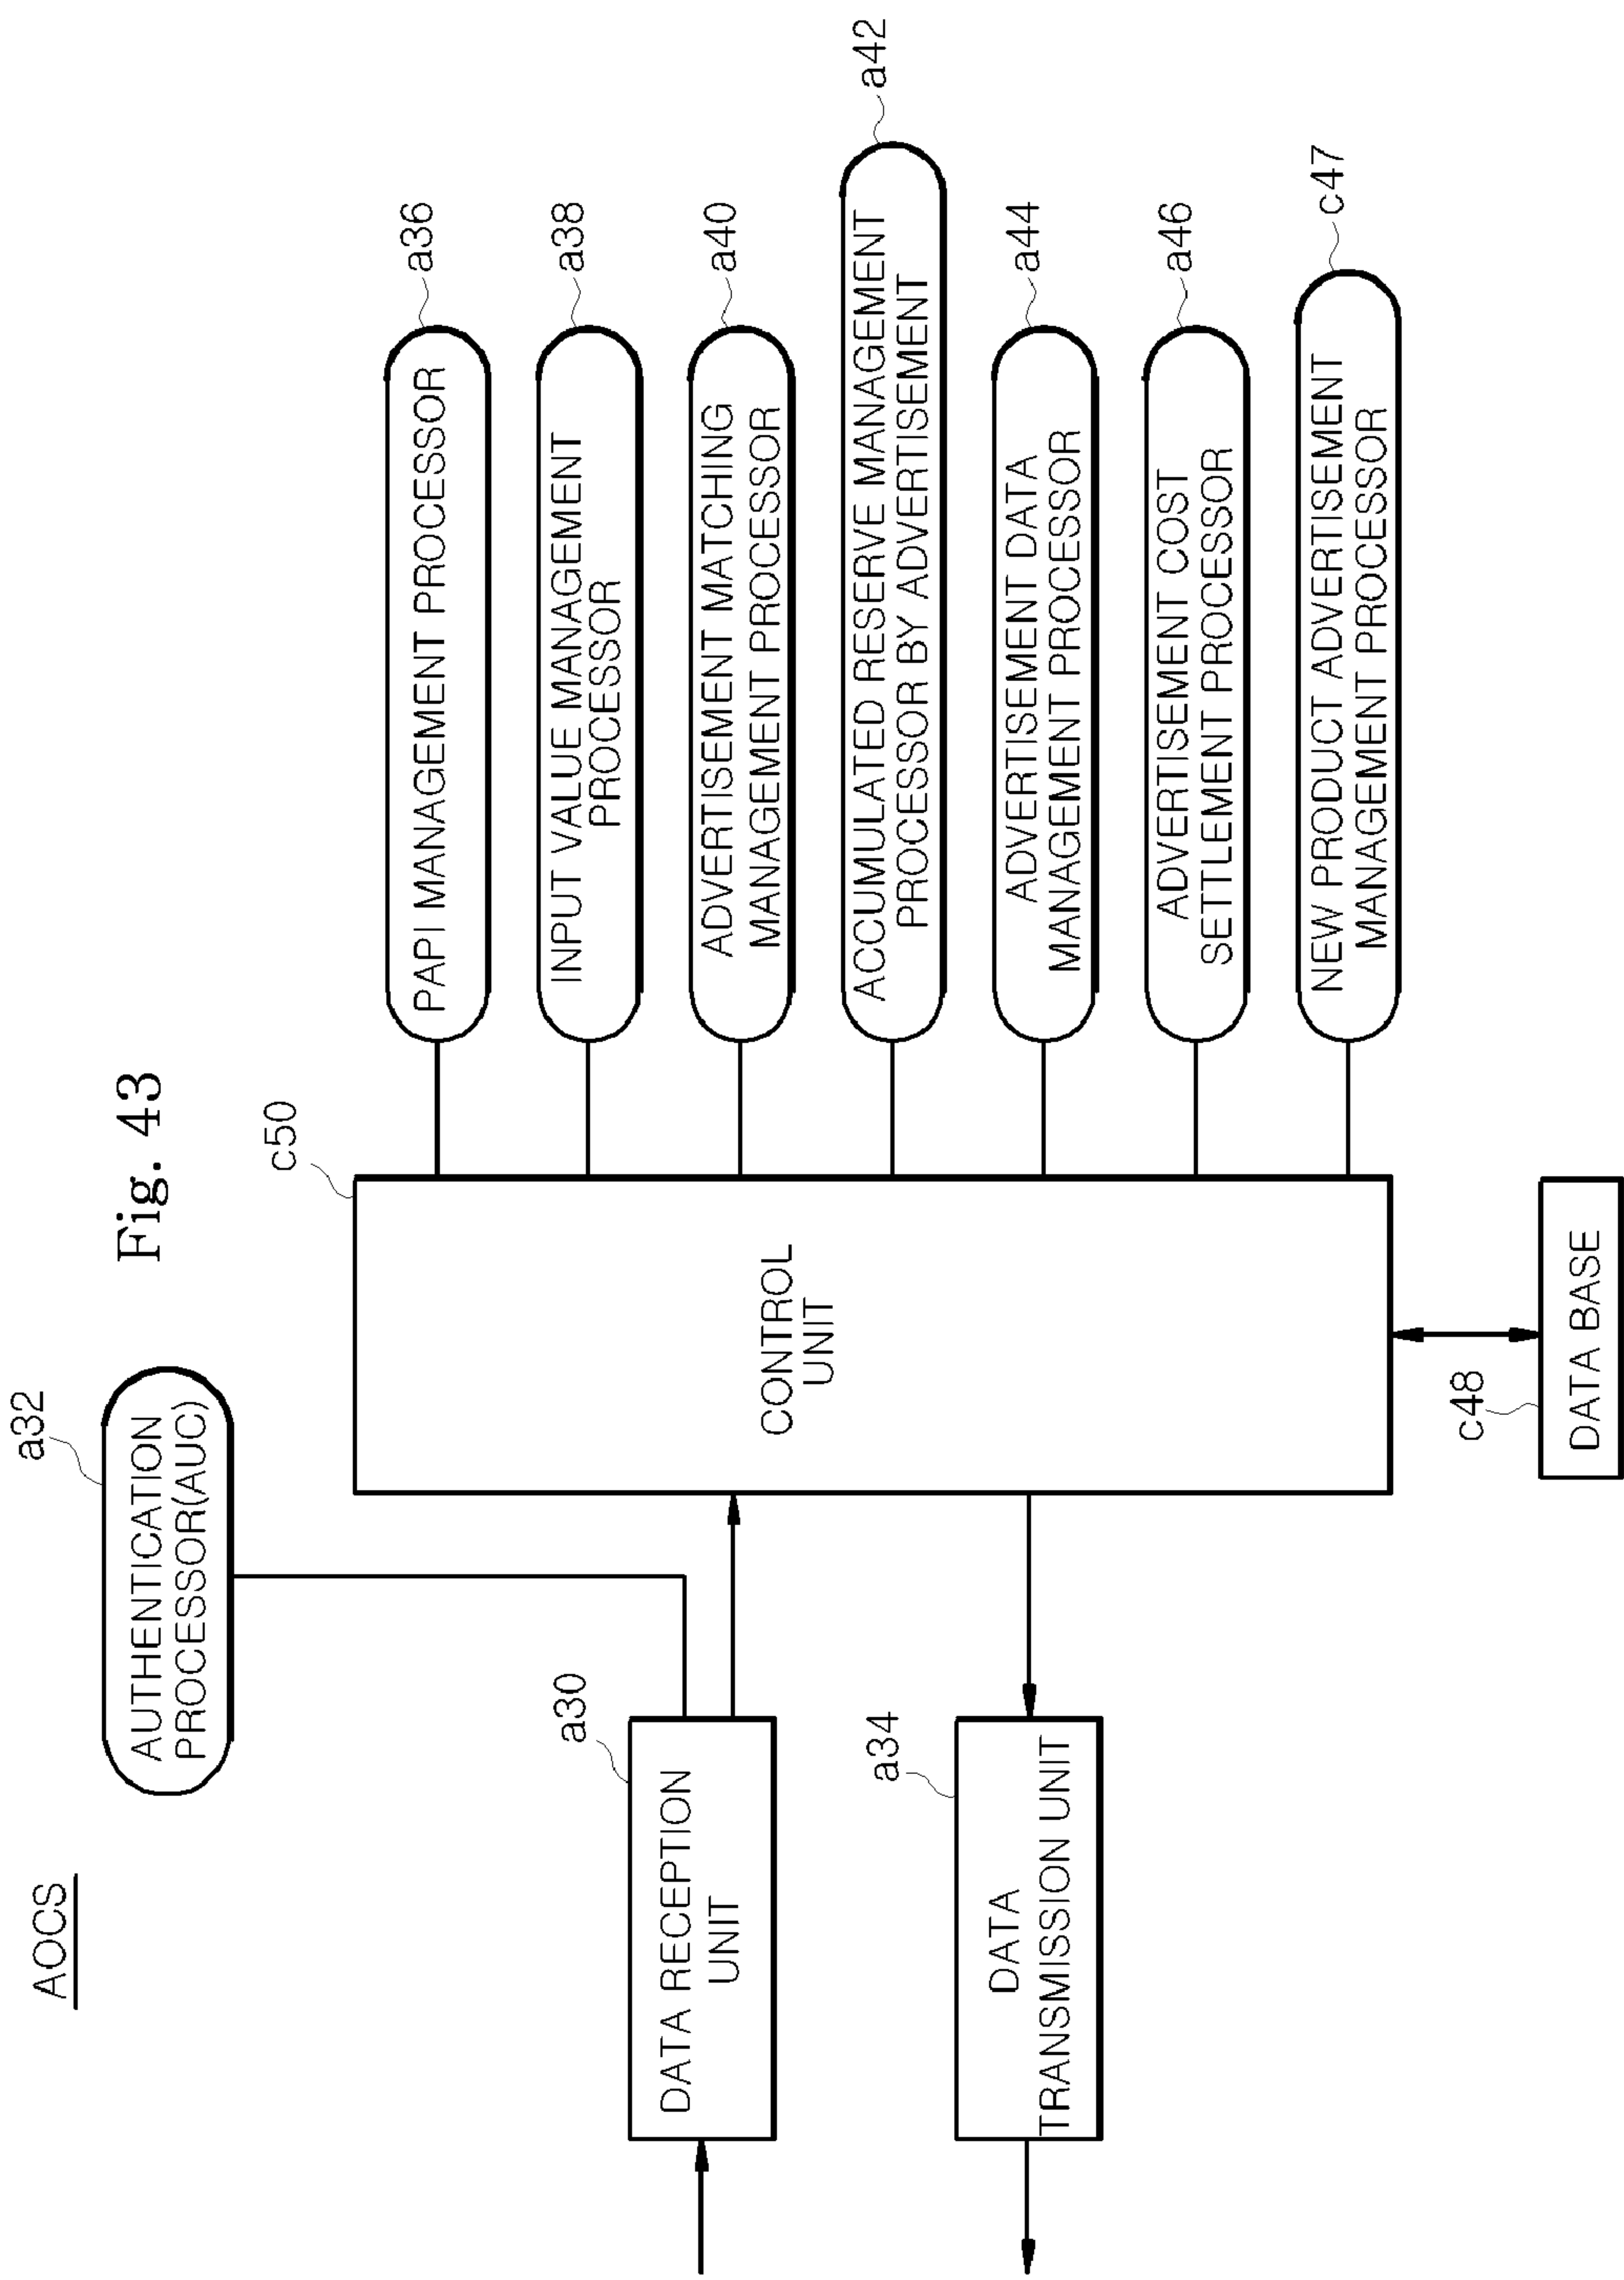 Fig. 43
AOCS
a32
AUTHENTICATION
PROCESSOR(AUC)
a30
DATA RECEPTION
UNIT
a34
DATA
TRANSMISSION UNIT
c50
CONTROL
UNIT
c48
DATA BASE
PAPI MANAGEMENT PROCESSOR
a36
INPUT VALUE MANAGEMENT
PROCESSOR
a38
ADVERTISEMENT MATCHING
MANAGEMENT PROCESSOR
a40
ACCUMULATED RESERVE MANAGEMENT
PROCESSOR BY ADVERTISEMENT
a42
ADVERTISEMENT DATA
MANAGEMENT PROCESSOR
a44
ADVERTISEMENT COST
SETTLEMENT PROCESSOR
a46
NEW PRODUCT ADVERTISEMENT
MANAGEMENT PROCESSOR
c47